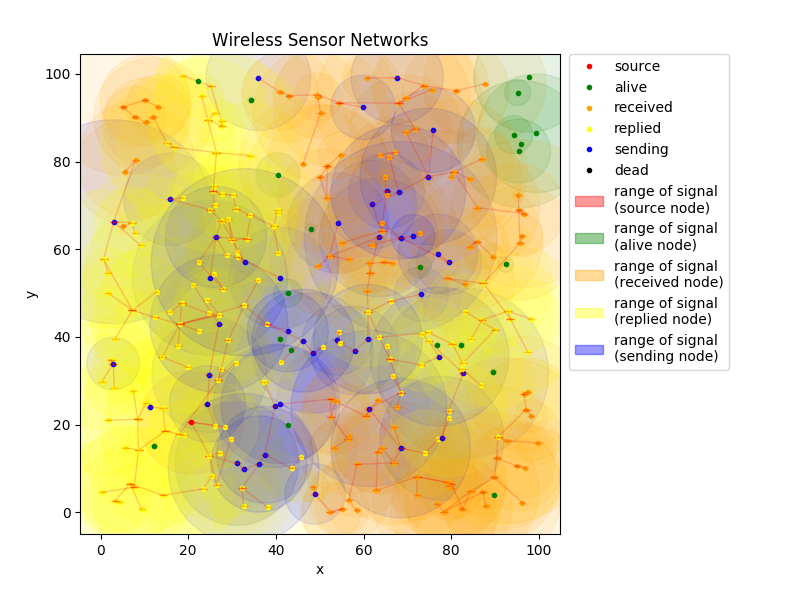 Wireless Sensor Networks
100
80
60
40
20
0
y
0 20 40 60 80 100
x
source
alive
received
replied
sending
dead
range of signal
(source node)
range of signal
(alive node)
range of signal
(received node)
range of signal
(replied node)
range of signal
(sending node)